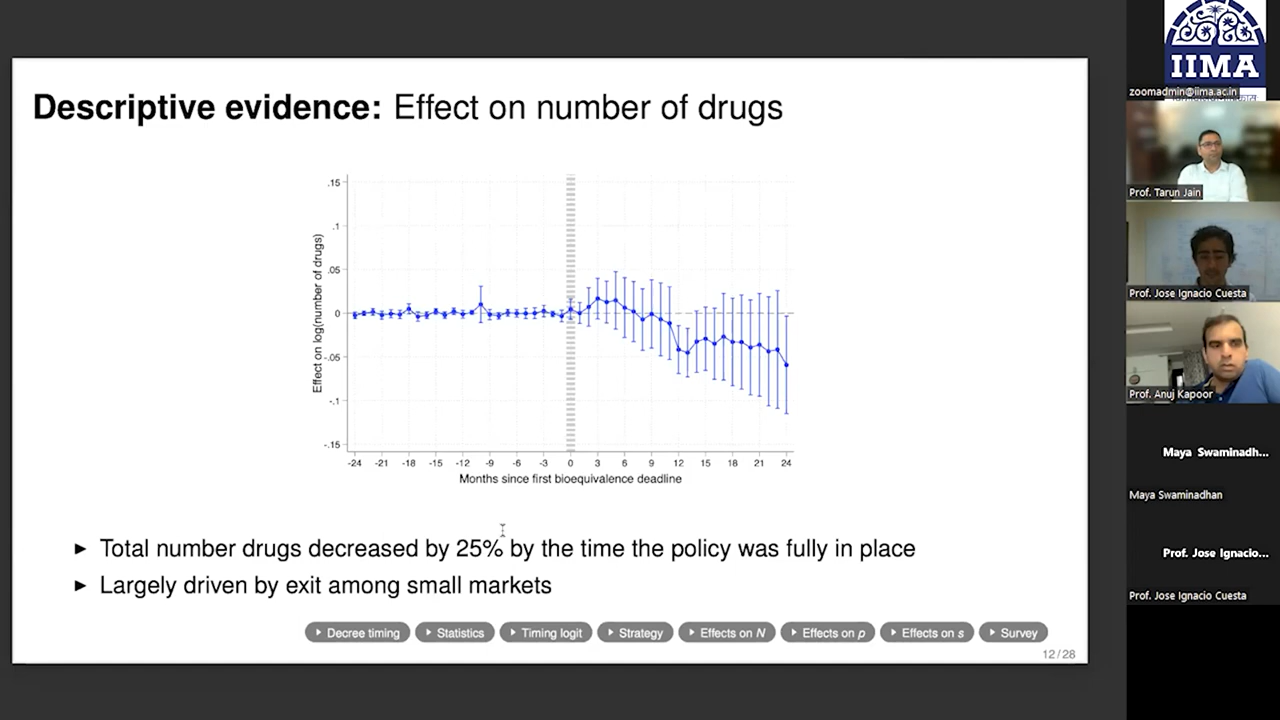 Descriptive evidence: Effect on number of drugs
Effect on log(number of drugs)
.15
.1
.05
0
-.05
-.1
-.15
-24 -21 -18 -15 -12 -9 -6 -3 0 3 6 9 12 15 18 21 24
Months since first bioequivalence deadline
► Total number drugs decreased by 25% by the time the policy was fully in place
► Largely driven by exit among small markets
Decree timing Statistics Timing logit Strategy Effects on N Effects on p Effects on s Survey
12 / 28
IIMA
zoomadmin@iima.ac.in
Prof. Tarun Jain
Prof. Jose Ignacio Cuesta
Prof. Anuj Kapoor
Maya Swaminadh...
Maya Swaminadhan
Prof. Jose Ignacio...
Prof. Jose Ignacio Cuesta